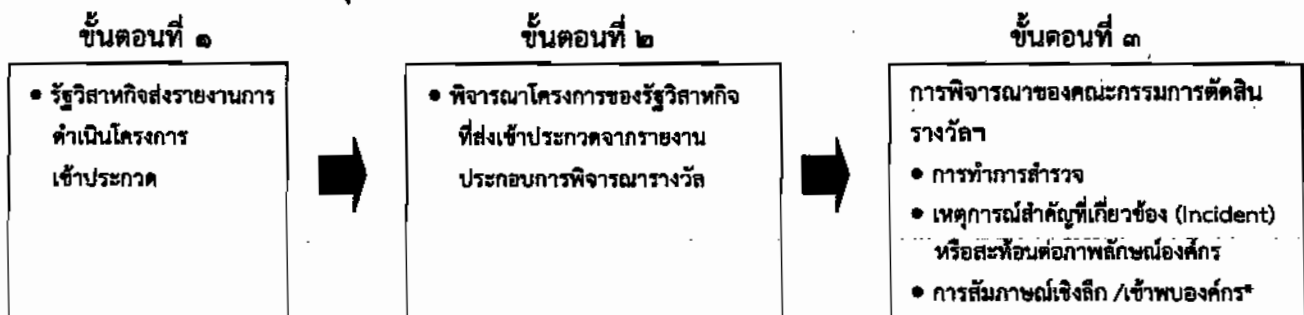 ขั้นตอนที่ ๑
● รัฐวิสาหกิจส่งรายงานการ
ดำเนินโครงการ
เข้าประกวด
ขั้นตอนที่ ๒
● พิจารณาโครงการของรัฐวิสาหกิจ
ที่ส่งเข้าประกวดจากรายงาน
ประกอบการพิจารณารางวัล
ขั้นตอนที่ ๓
การพิจารณาของคณะกรรมการตัดสิน
รางวัลฯ
● การทำการสำรวจ
● เหตุการณ์สำคัญที่เกี่ยวข้อง (Incident)
หรือสะท้อนต่อภาพลักษณ์องค์กร
● การสัมภาษณ์เชิงลึก /เข้าพบองค์กร*